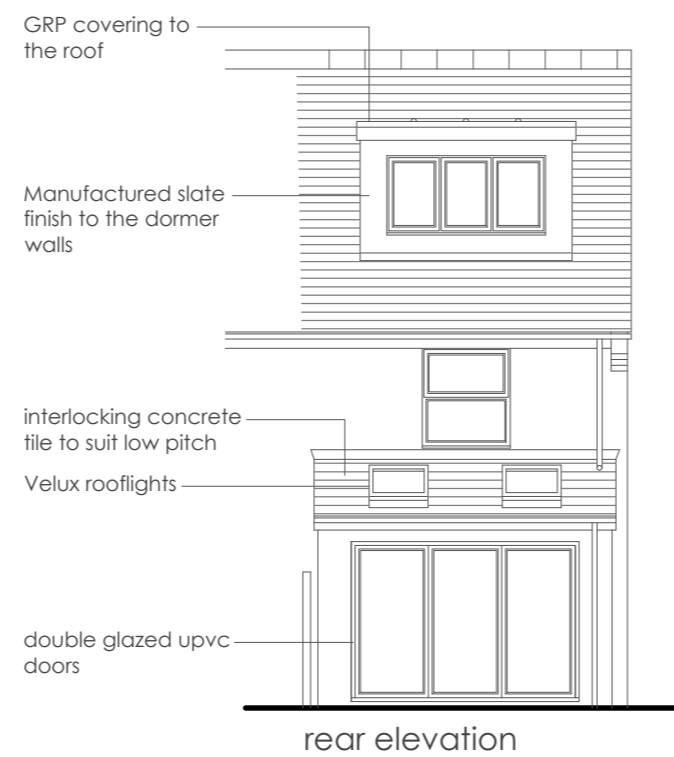 GRP covering to
the roof
Manufactured slate
finish to the dormer
walls
interlocking concrete
tile to suit low pitch
Velux rooflights
double glazed upvc
doors
rear elevation